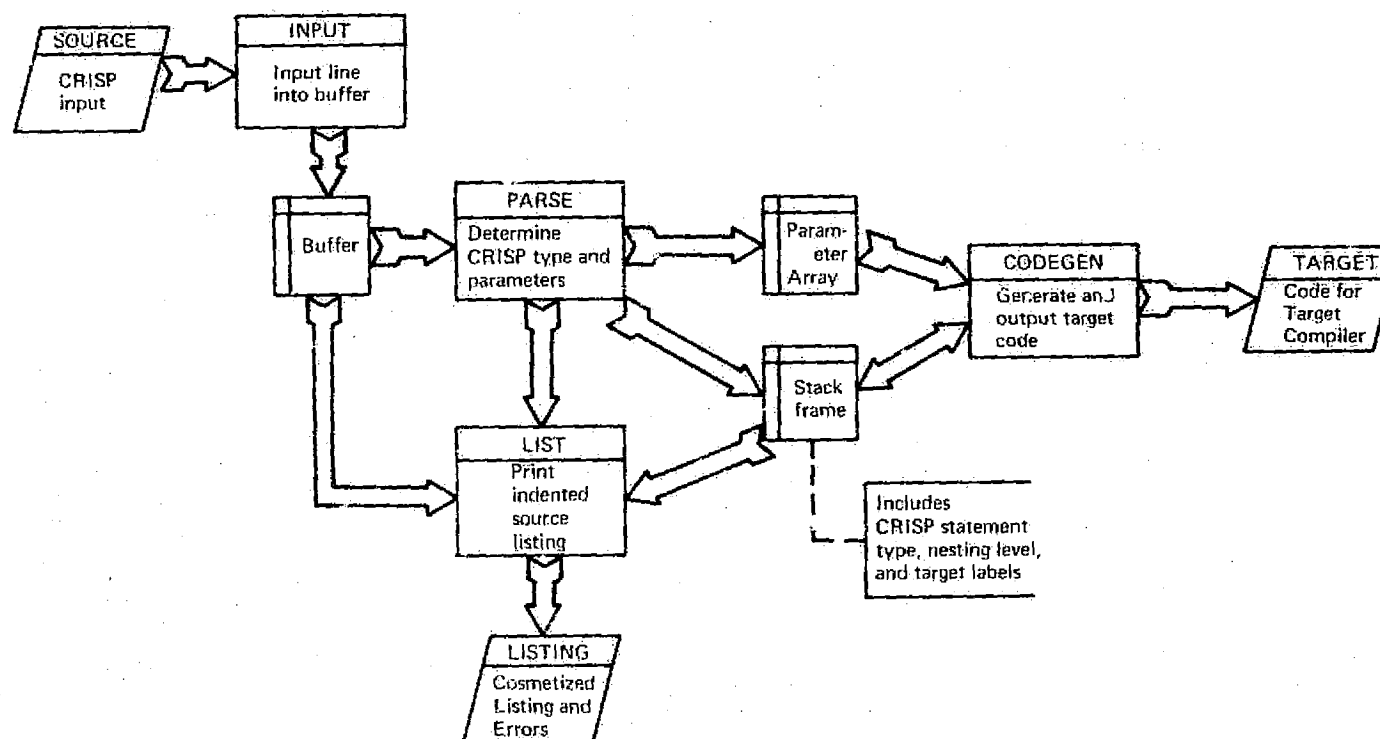 SOURCE
CRISP
input
INPUT
Input line
into buffer
Buffer
PARSE
Determine
CRISP type and
parameters
Param-
eter
Array
CODEGEN
Generate and
output target
code
TARGET
Code for
Target
Compiler
Stack
frame
LIST
Print
indented
source
listing
Includes
CRISP statement
type, nesting level,
and target labels
LISTING
Cosmetized
Listing and
Errors